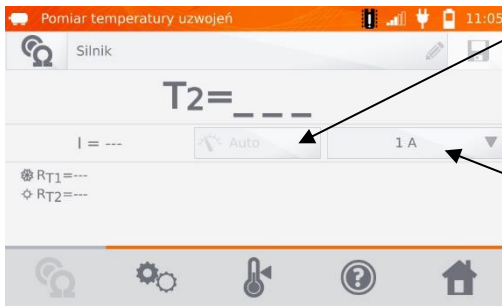 Pomiar temperatury uzwojeń 11:05
Silnik
T2=_ _ _
I = --- Auto 1 A
RT1=---
RT2=---